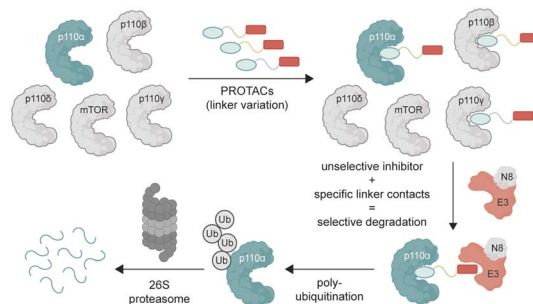 p110α
p110β
p110δ
mTOR
p110γ
PROTACs
(linker variation)
p110α
p110β
p110δ
mTOR
p110γ
unselective inhibitor
+
specific linker contacts
=
selective degradation
N8
E3
p110α
N8
E3
poly-
ubiquitination
Ub
Ub
Ub
Ub
p110α
26S
proteasome